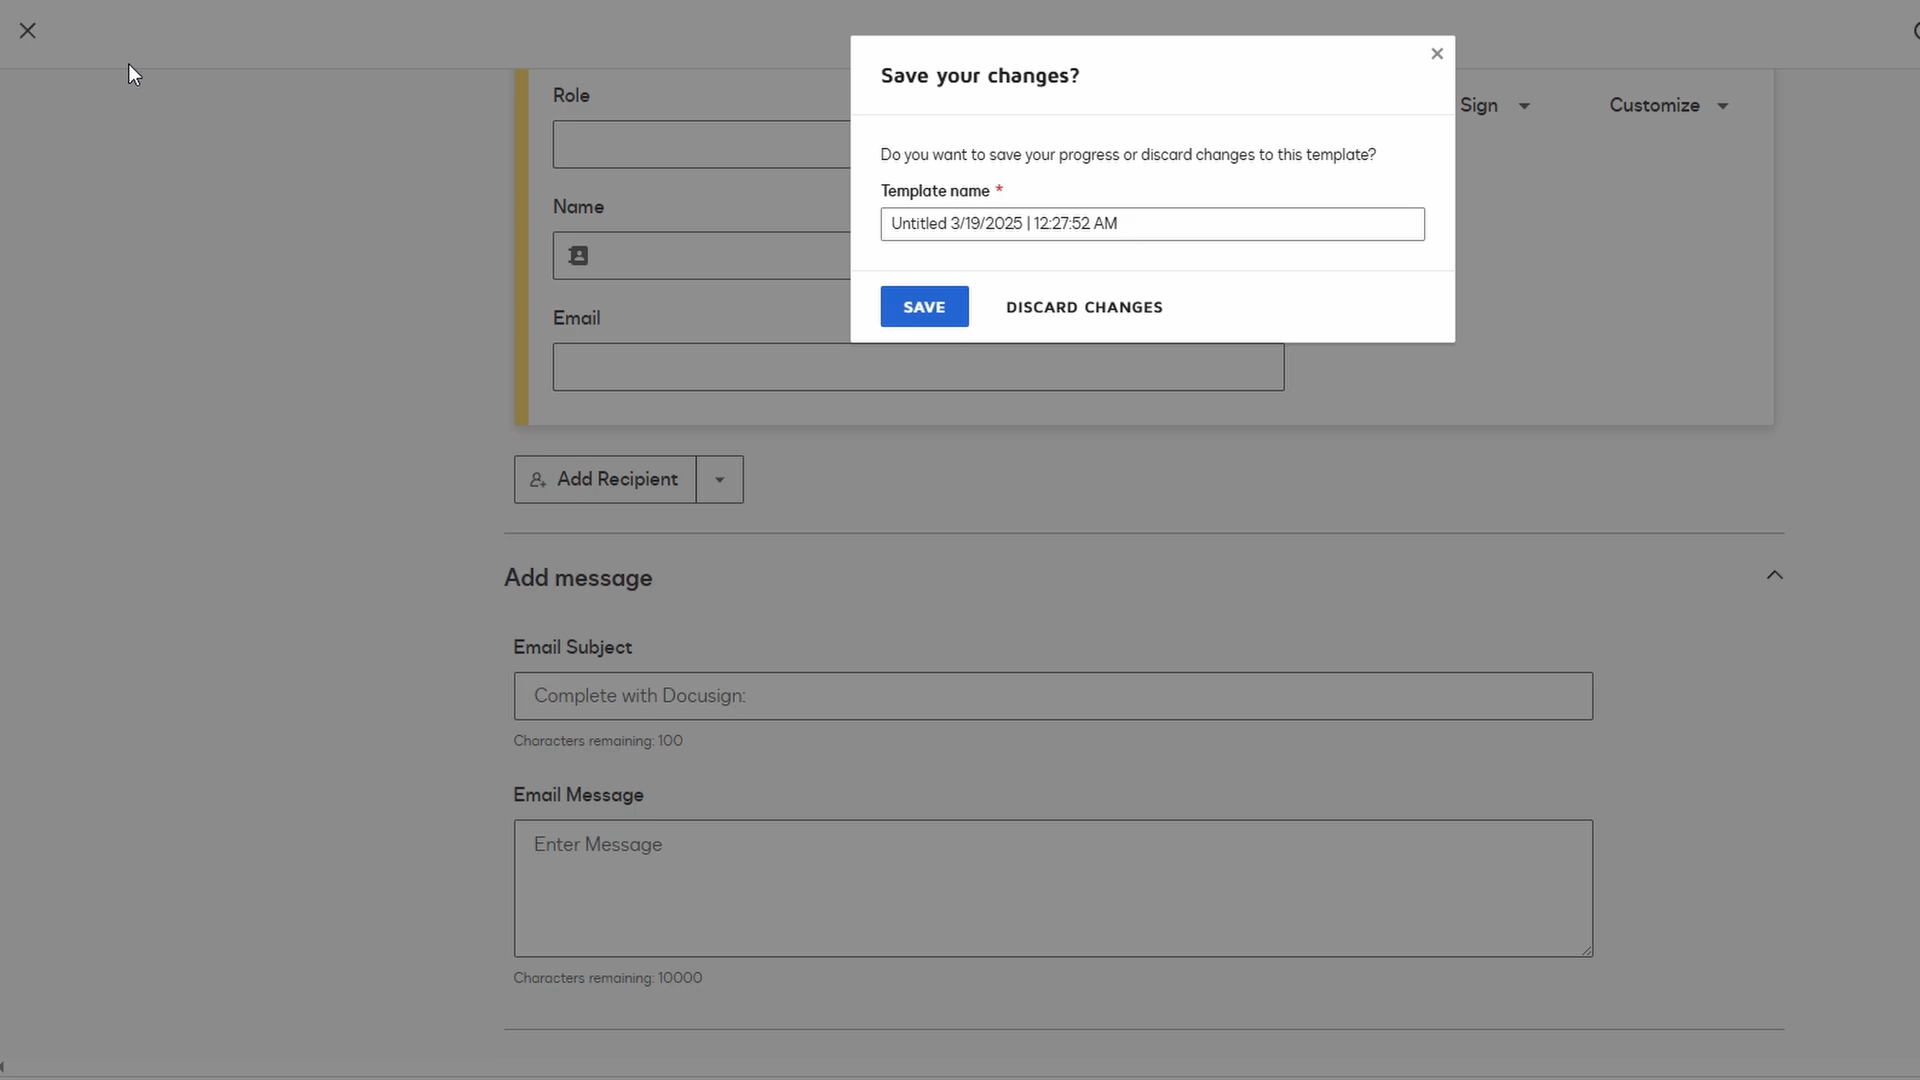 Save your changes?
Do you want to save your progress or discard changes to this template?
Template name *
Untitled 3/19/2025 | 12:27:52 AM
SAVE
DISCARD CHANGES
Role
Sign
Customize
Name
Email
Add Recipient
Add message
Email Subject
Complete with Docusign:
Characters remaining: 100
Email Message
Enter Message
Characters remaining: 10000